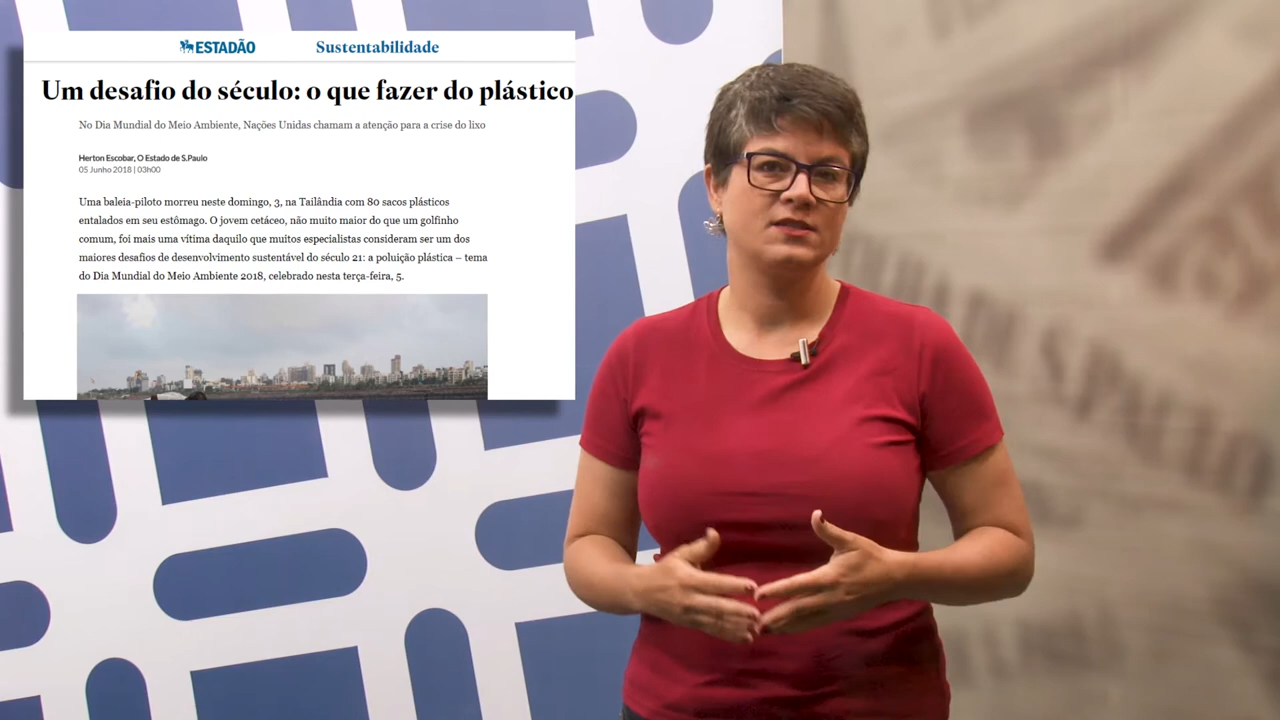 ESTADÃO Sustentabilidade
Um desafio do século: o que fazer do plástico
No Dia Mundial do Meio Ambiente, Nações Unidas chamam a atenção para a crise do lixo
Herton Escobar, O Estado de S.Paulo
05 Junho 2018 | 03h00
Uma baleia-piloto morreu neste domingo, 3, na Tailândia com 80 sacos plásticos
entalados em seu estômago. O jovem cetáceo, não muito maior do que um golfinho
comum, foi mais uma vítima daquilo que muitos especialistas consideram ser um dos
maiores desafios de desenvolvimento sustentável do século 21: a poluição plástica – tema
do Dia Mundial do Meio Ambiente 2018, celebrado nesta terça-feira, 5.